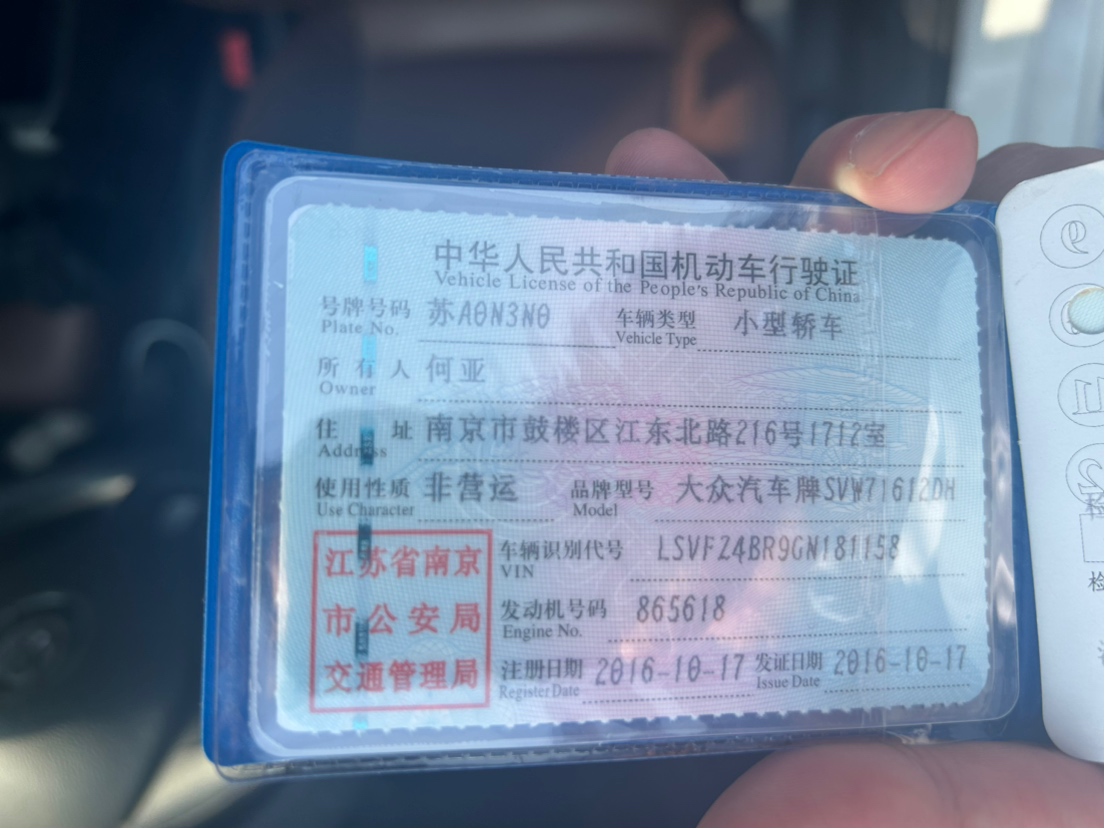 中华人民共和国机动车行驶证
Vehicle License of the People's Republic of China
号牌号码 苏A0N3N0 车辆类型 小型轿车
Plate No. Vehicle Type
所有人 何亚
Owner
住址 南京市鼓楼区江东北路216号1712室
Address
使用性质 非营运 品牌型号 大众汽车牌SVW71612DH
Use Character Model
江苏省南京
市公安局
交通管理局
车辆识别代号 LSVFZ4BR9GN181158
VIN
发动机号码 865618
Engine No.
注册日期 2016-10-17 发证日期 2016-10-17
Register Date Issue Date
检
检